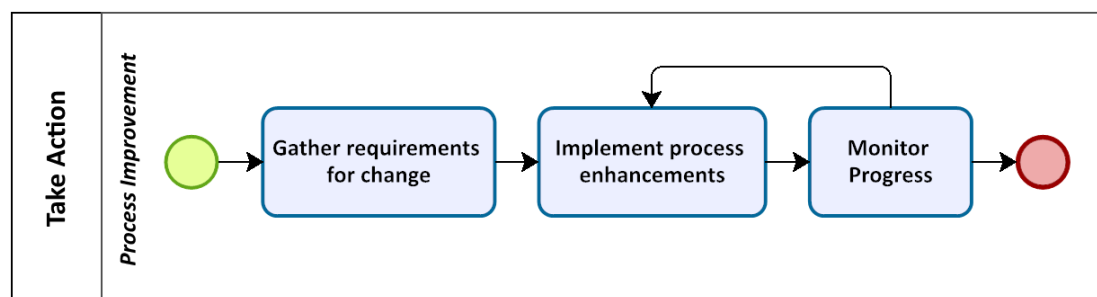 Take Action
Process Improvement
Gather requirements
for change
Implement process
enhancements
Monitor
Progress